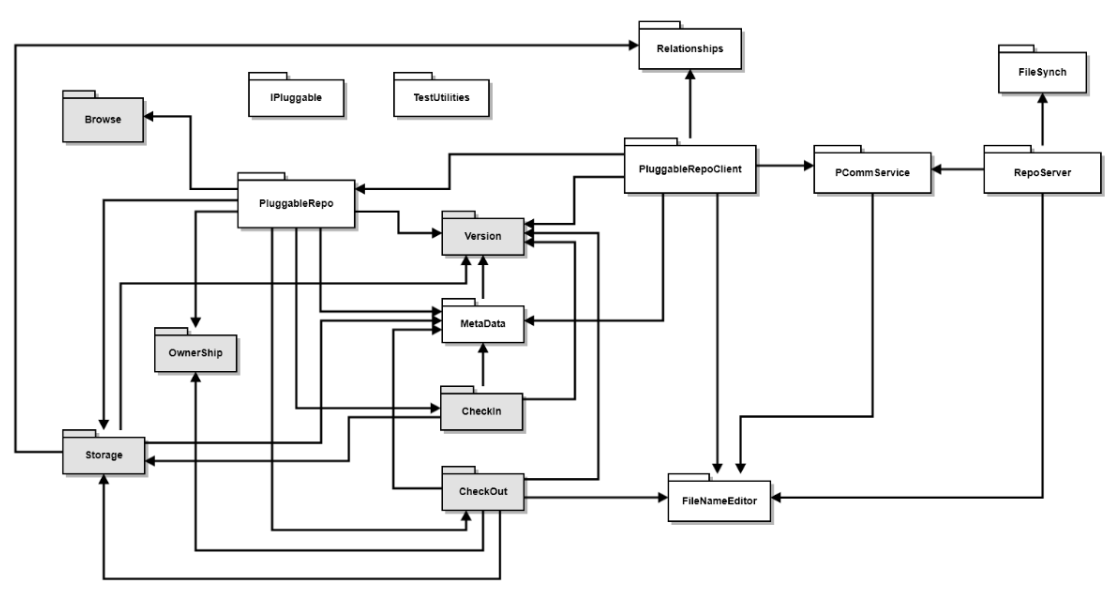 Relationships
FileSynch
IPluggable
TestUtilities
Browse
PluggableRepoClient
PCommService
RepoServer
PluggableRepo
Version
MetaData
OwnerShip
CheckIn
Storage
CheckOut
FileNameEditor